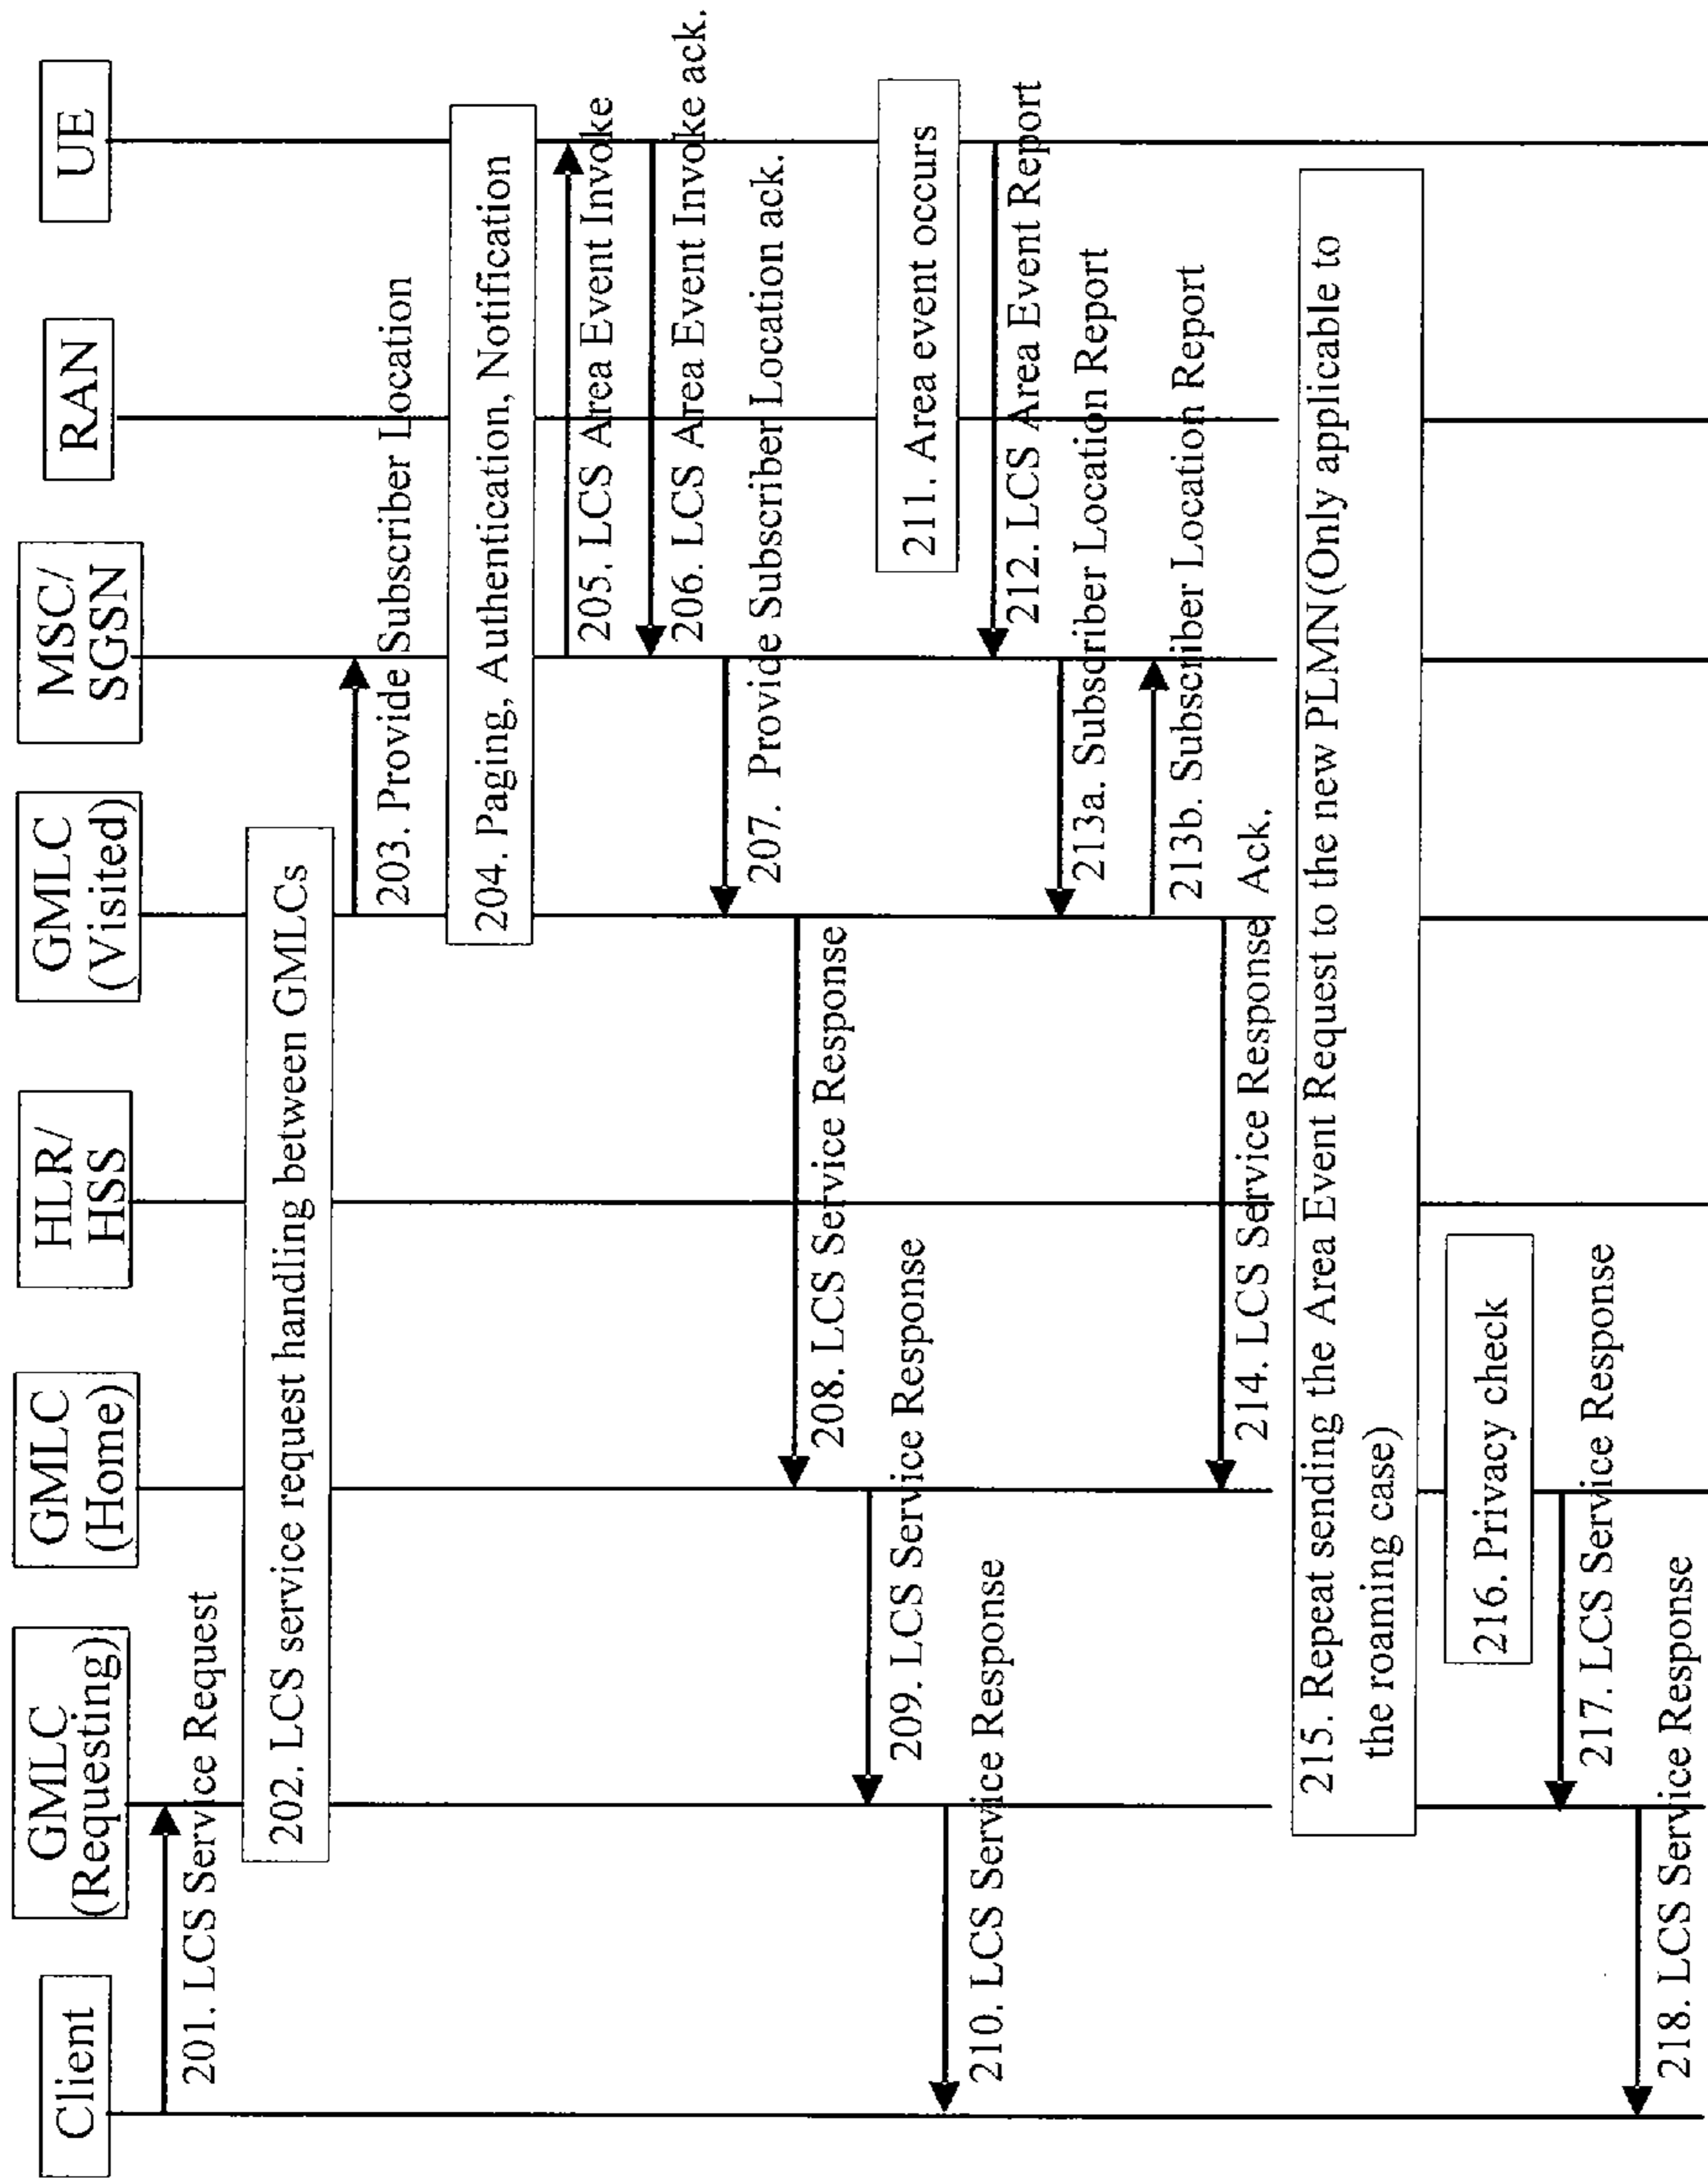 Client
GMLC
(Requesting)
GMLC
(Home)
HLR/
HSS
GMLC
(Visited)
MSC/
SGSN
RAN
UE
201. LCS Service Request
202. LCS service request handling between GMLCs
203. Provide Subscriber Location
204. Paging, Authentication, Notification
205. LCS Area Event Invoke
206. LCS Area Event Invoke ack.
207. Provide Subscriber Location ack.
208. LCS Service Response
209. LCS Service Response
210. LCS Service Response
211. Area event occurs
212. LCS Area Event Report
213a. Subscriber Location Report
213b. Subscriber Location Report
Ack.
214. LCS Service Response
215. Repeat sending the Area Event Request to the new PLMN(Only applicable to
the roaming case)
216. Privacy check
217. LCS Service Response
218. LCS Service Response